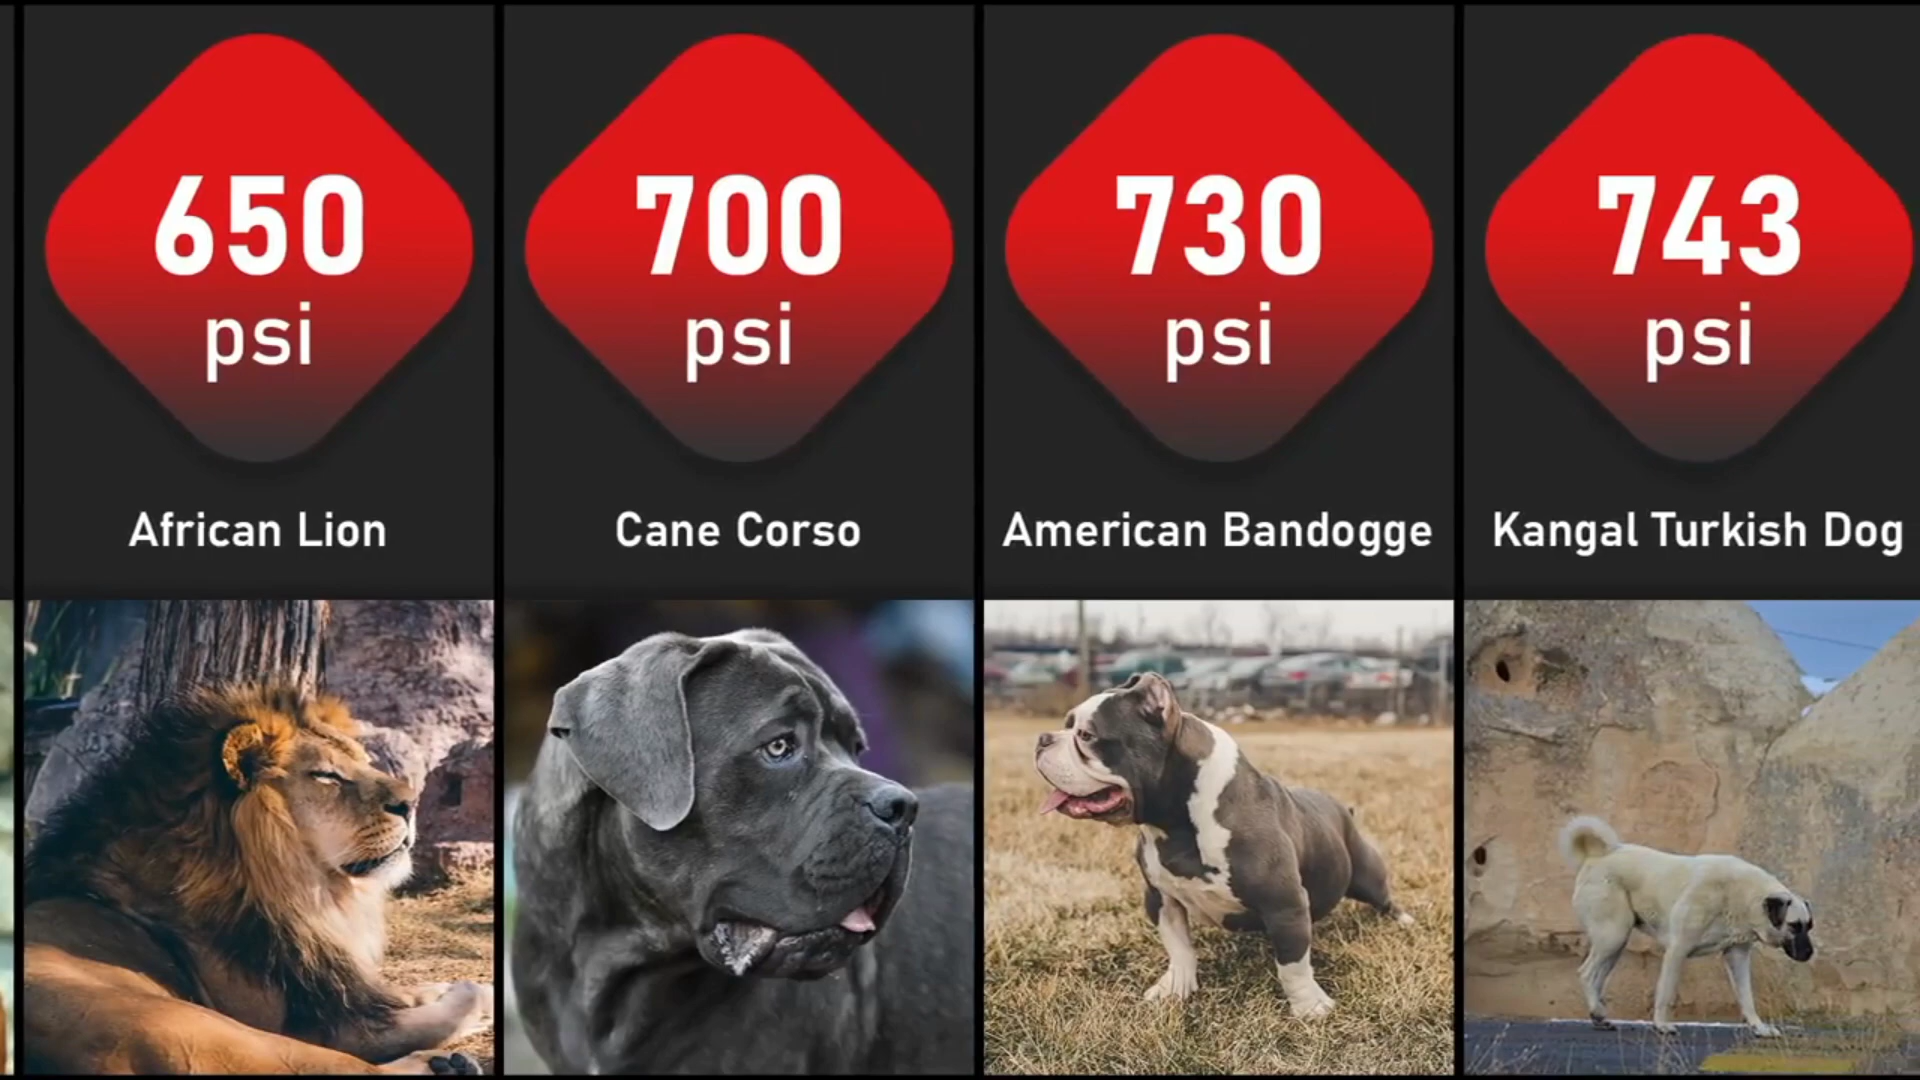 650
psi
African Lion
700
psi
Cane Corso
730
psi
American Bandogge
743
psi
Kangal Turkish Dog